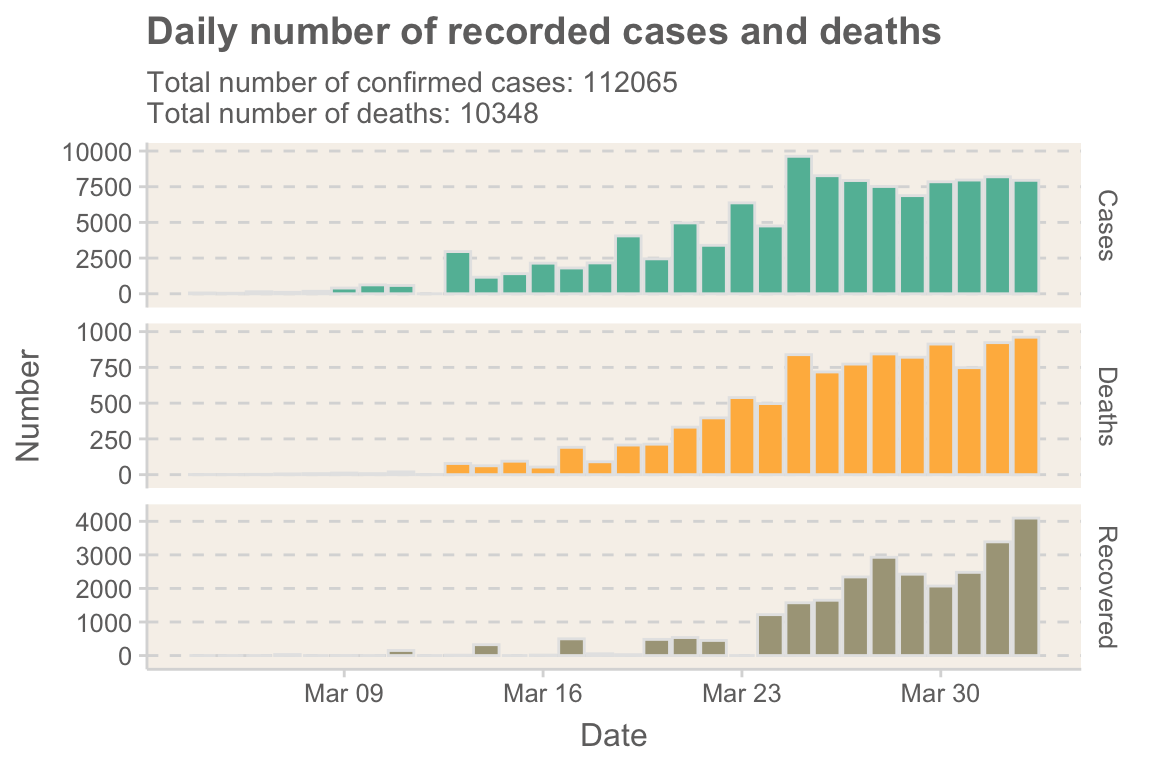 Daily number of recorded cases and deaths
Total number of confirmed cases: 112065
Total number of deaths: 10348
10000
7500
5000
2500
0
Cases
1000
750
500
250
0
Deaths
Number
4000
3000
2000
1000
0
Recovered
Mar 09 Mar 16 Mar 23 Mar 30
Date